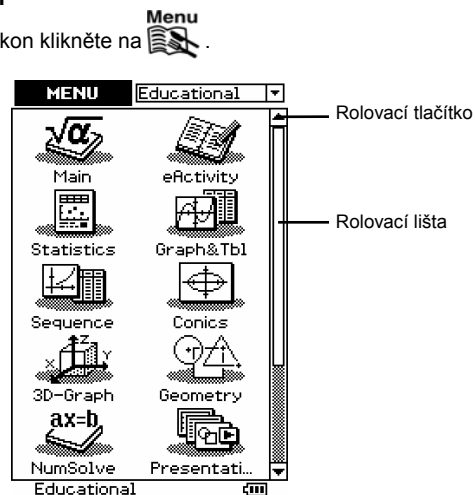 Menu
kon klikněte na .
MENU Educational
Rolovací tlačítko
√α
Main eActivity
Rolovací lišta
Statistics Graph&Tbl
Sequence Conics
Z
X Y
r
3D-Graph Geometry
ax=b
NumSolve Presentati...
Educational